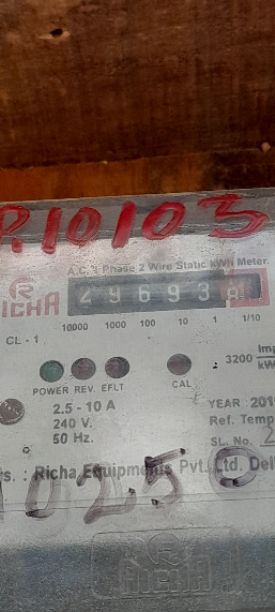 P.10103
A.C. 1 Phase 2 Wire Static kWh Meter
RICHA
29693
10000 1000 100 10 1 1/10
CL - 1
3200
POWER REV. EFLT CAL
2.5 - 10 A
240 V.
50 Hz.
YEAR
Ref. Temp
SL. No.
Richa Equipments Pvt. Ltd.
10250
RICHA